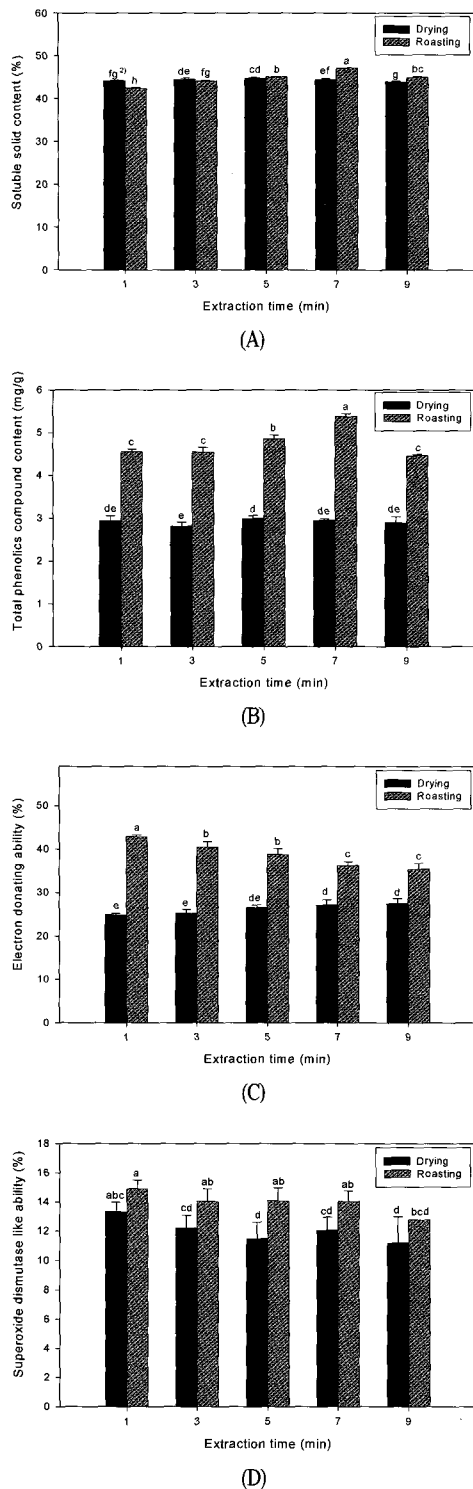 60
50
40
30
20
10
0
Soluble solid content (%)
Drying
Roasting
fg 2) h de fg cd b ef a g bc
1 3 5 7 9
Extraction time (min)
(A)
6
5
4
3
2
1
0
Total phenolics compound content (mg/g)
Drying
Roasting
de c e c d b de a de c
1 3 5 7 9
Extraction time (min)
(B)
50
40
30
20
10
0
Electron donating ability (%)
Drying
Roasting
e a e b de b d c d c
1 3 5 7 9
Extraction time (min)
(C)
18
16
14
12
10
8
6
4
2
0
Superoxide dismutase like ability (%)
Drying
Roasting
abc a cd ab d ab cd ab d bcd
1 3 5 7 9
Extraction time (min)
(D)